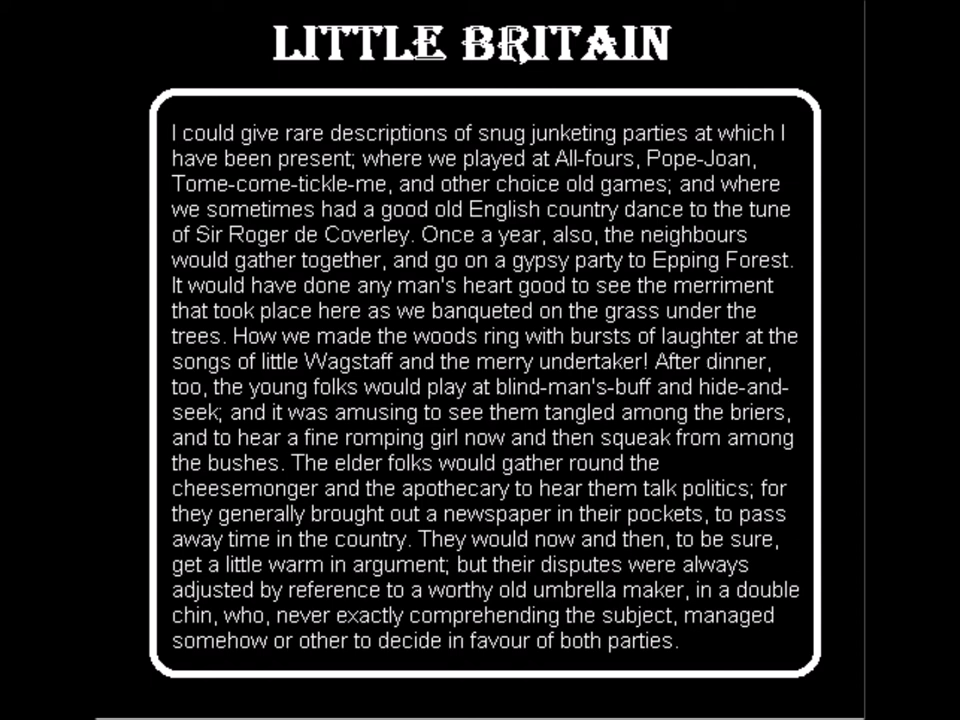 LITTLE BRITAIN
I could give rare descriptions of snug junketing parties at which I
have been present; where we played at All-fours, Pope-Joan,
Tome-come-tickle-me, and other choice old games; and where
we sometimes had a good old English country dance to the tune
of Sir Roger de Coverley. Once a year, also, the neighbours
would gather together, and go on a gypsy party to Epping Forest.
It would have done any man's heart good to see the merriment
that took place here as we banqueted on the grass under the
trees. How we made the woods ring with bursts of laughter at the
songs of little Wagstaff and the merry undertaker! After dinner,
too, the young folks would play at blind-man's-buff and hide-and-
seek; and it was amusing to see them tangled among the briers,
and to hear a fine romping girl now and then squeak from among
the bushes. The elder folks would gather round the
cheesemonger and the apothecary to hear them talk politics; for
they generally brought out a newspaper in their pockets, to pass
away time in the country. They would now and then, to be sure,
get a little warm in argument; but their disputes were always
adjusted by reference to a worthy old umbrella maker, in a double
chin, who, never exactly comprehending the subject, managed
somehow or other to decide in favour of both parties.